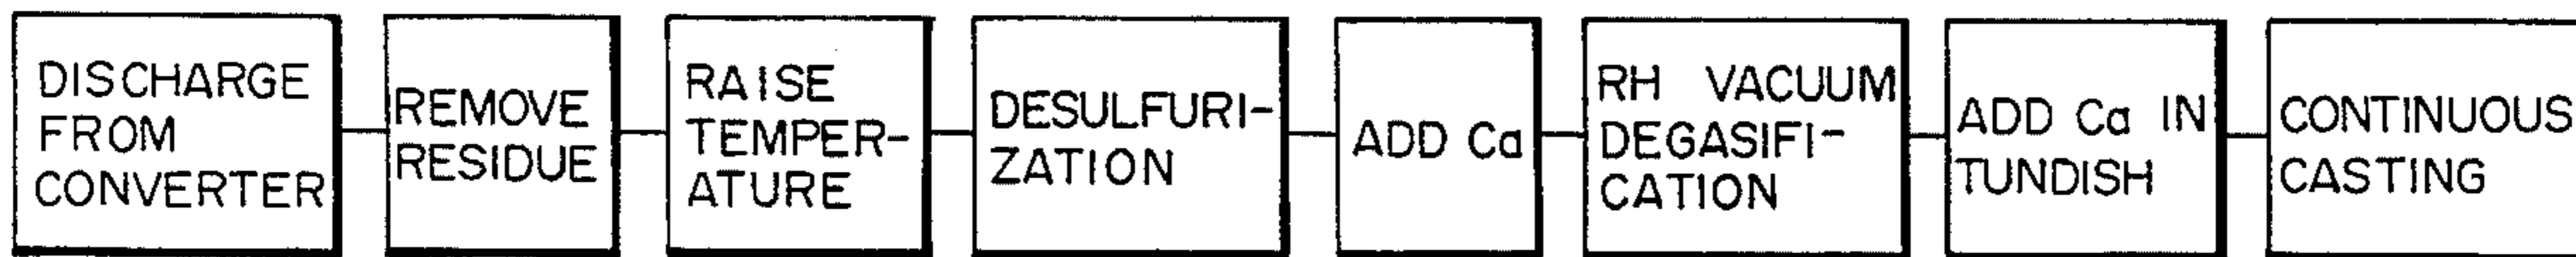 DISCHARGE
FROM
CONVERTER
REMOVE
RESIDUE
RAISE
TEMPER-
ATURE
DESULFURI-
ZATION
ADD Ca
RH VACUUM
DEGASIFI-
CATION
ADD Ca IN
TUNDISH
CONTINUOUS
CASTING